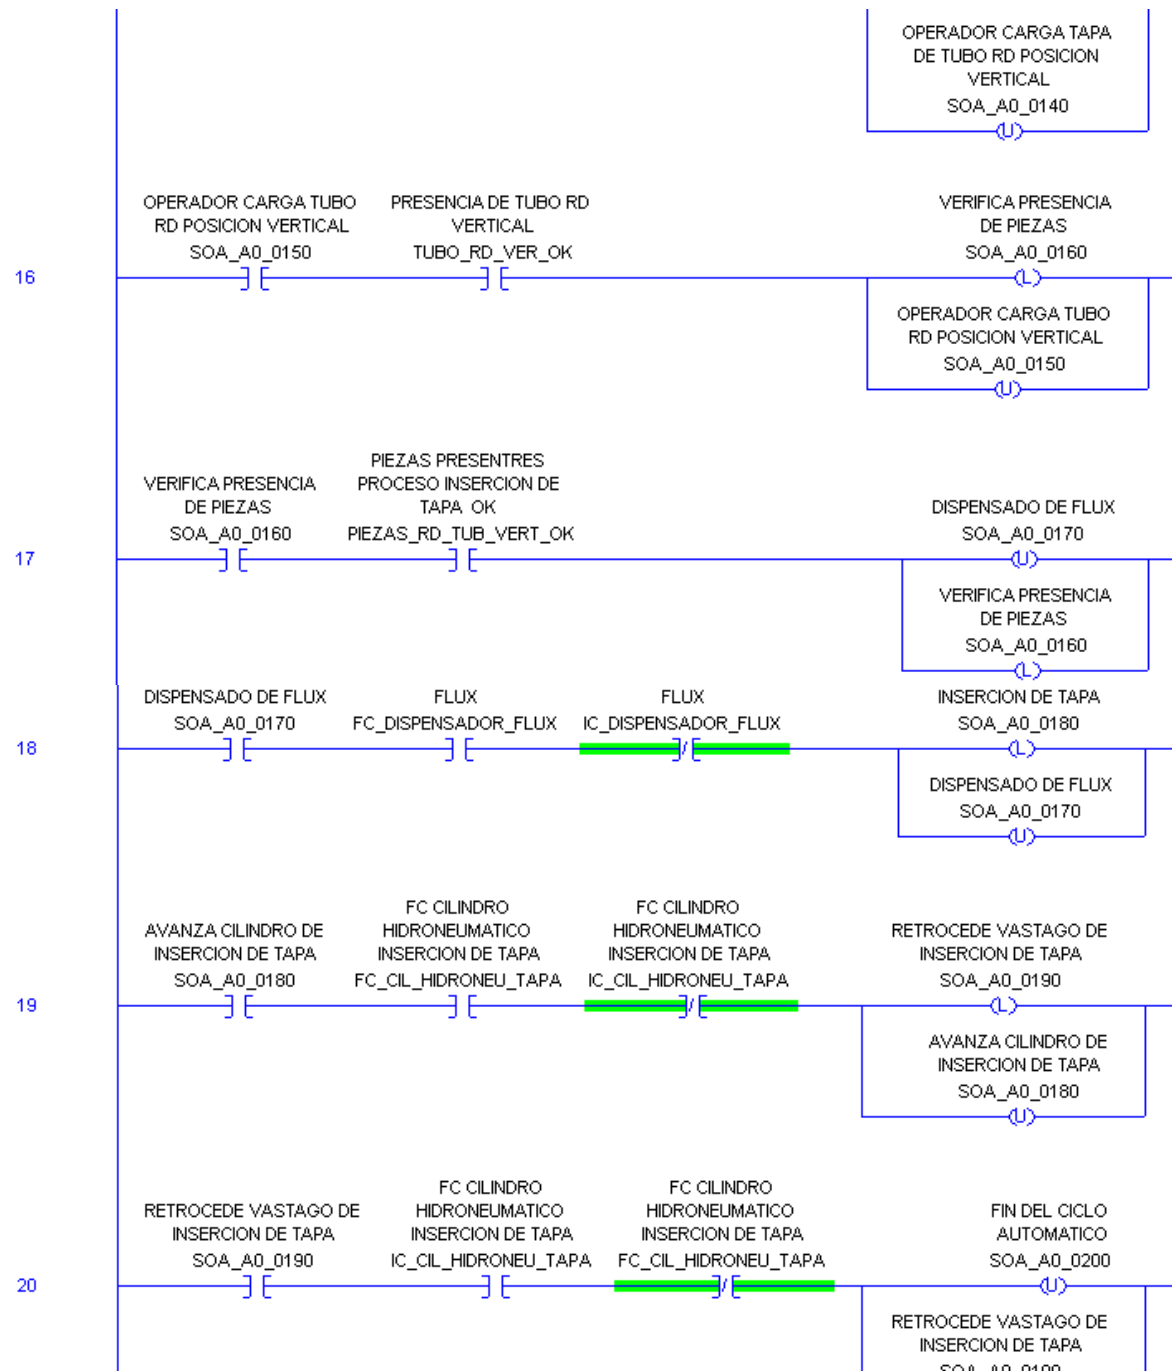 OPERADOR CARGA TAPA
DE TUBO RD POSICION
VERTICAL
SOA_A0_0140
U
OPERADOR CARGA TUBO
RD POSICION VERTICAL
SOA_A0_0150
PRESENCIA DE TUBO RD
VERTICAL
TUBO_RD_VER_OK
VERIFICA PRESENCIA
DE PIEZAS
SOA_A0_0160
16
L
OPERADOR CARGA TUBO
RD POSICION VERTICAL
SOA_A0_0150
U
VERIFICA PRESENCIA
DE PIEZAS
SOA_A0_0160
PIEZAS PRESENTRES
PROCESO INSERCION DE
TAPA OK
PIEZAS_RD_TUB_VERT_OK
DISPENSADO DE FLUX
SOA_A0_0170
17
U
VERIFICA PRESENCIA
DE PIEZAS
SOA_A0_0160
L
DISPENSADO DE FLUX
SOA_A0_0170
FLUX
FC_DISPENSADOR_FLUX
FLUX
IC_DISPENSADOR_FLUX
INSERCION DE TAPA
SOA_A0_0180
18
L
DISPENSADO DE FLUX
SOA_A0_0170
U
AVANZA CILINDRO DE
INSERCION DE TAPA
SOA_A0_0180
FC CILINDRO
HIDRONEUMATICO
INSERCION DE TAPA
FC_CIL_HIDRONEU_TAPA
FC CILINDRO
HIDRONEUMATICO
INSERCION DE TAPA
IC_CIL_HIDRONEU_TAPA
RETROCEDE VASTAGO DE
INSERCION DE TAPA
SOA_A0_0190
19
L
AVANZA CILINDRO DE
INSERCION DE TAPA
SOA_A0_0180
U
RETROCEDE VASTAGO DE
INSERCION DE TAPA
SOA_A0_0190
FC CILINDRO
HIDRONEUMATICO
INSERCION DE TAPA
IC_CIL_HIDRONEU_TAPA
FC CILINDRO
HIDRONEUMATICO
INSERCION DE TAPA
FC_CIL_HIDRONEU_TAPA
FIN DEL CICLO
AUTOMATICO
SOA_A0_0200
20
U
RETROCEDE VASTAGO DE
INSERCION DE TAPA